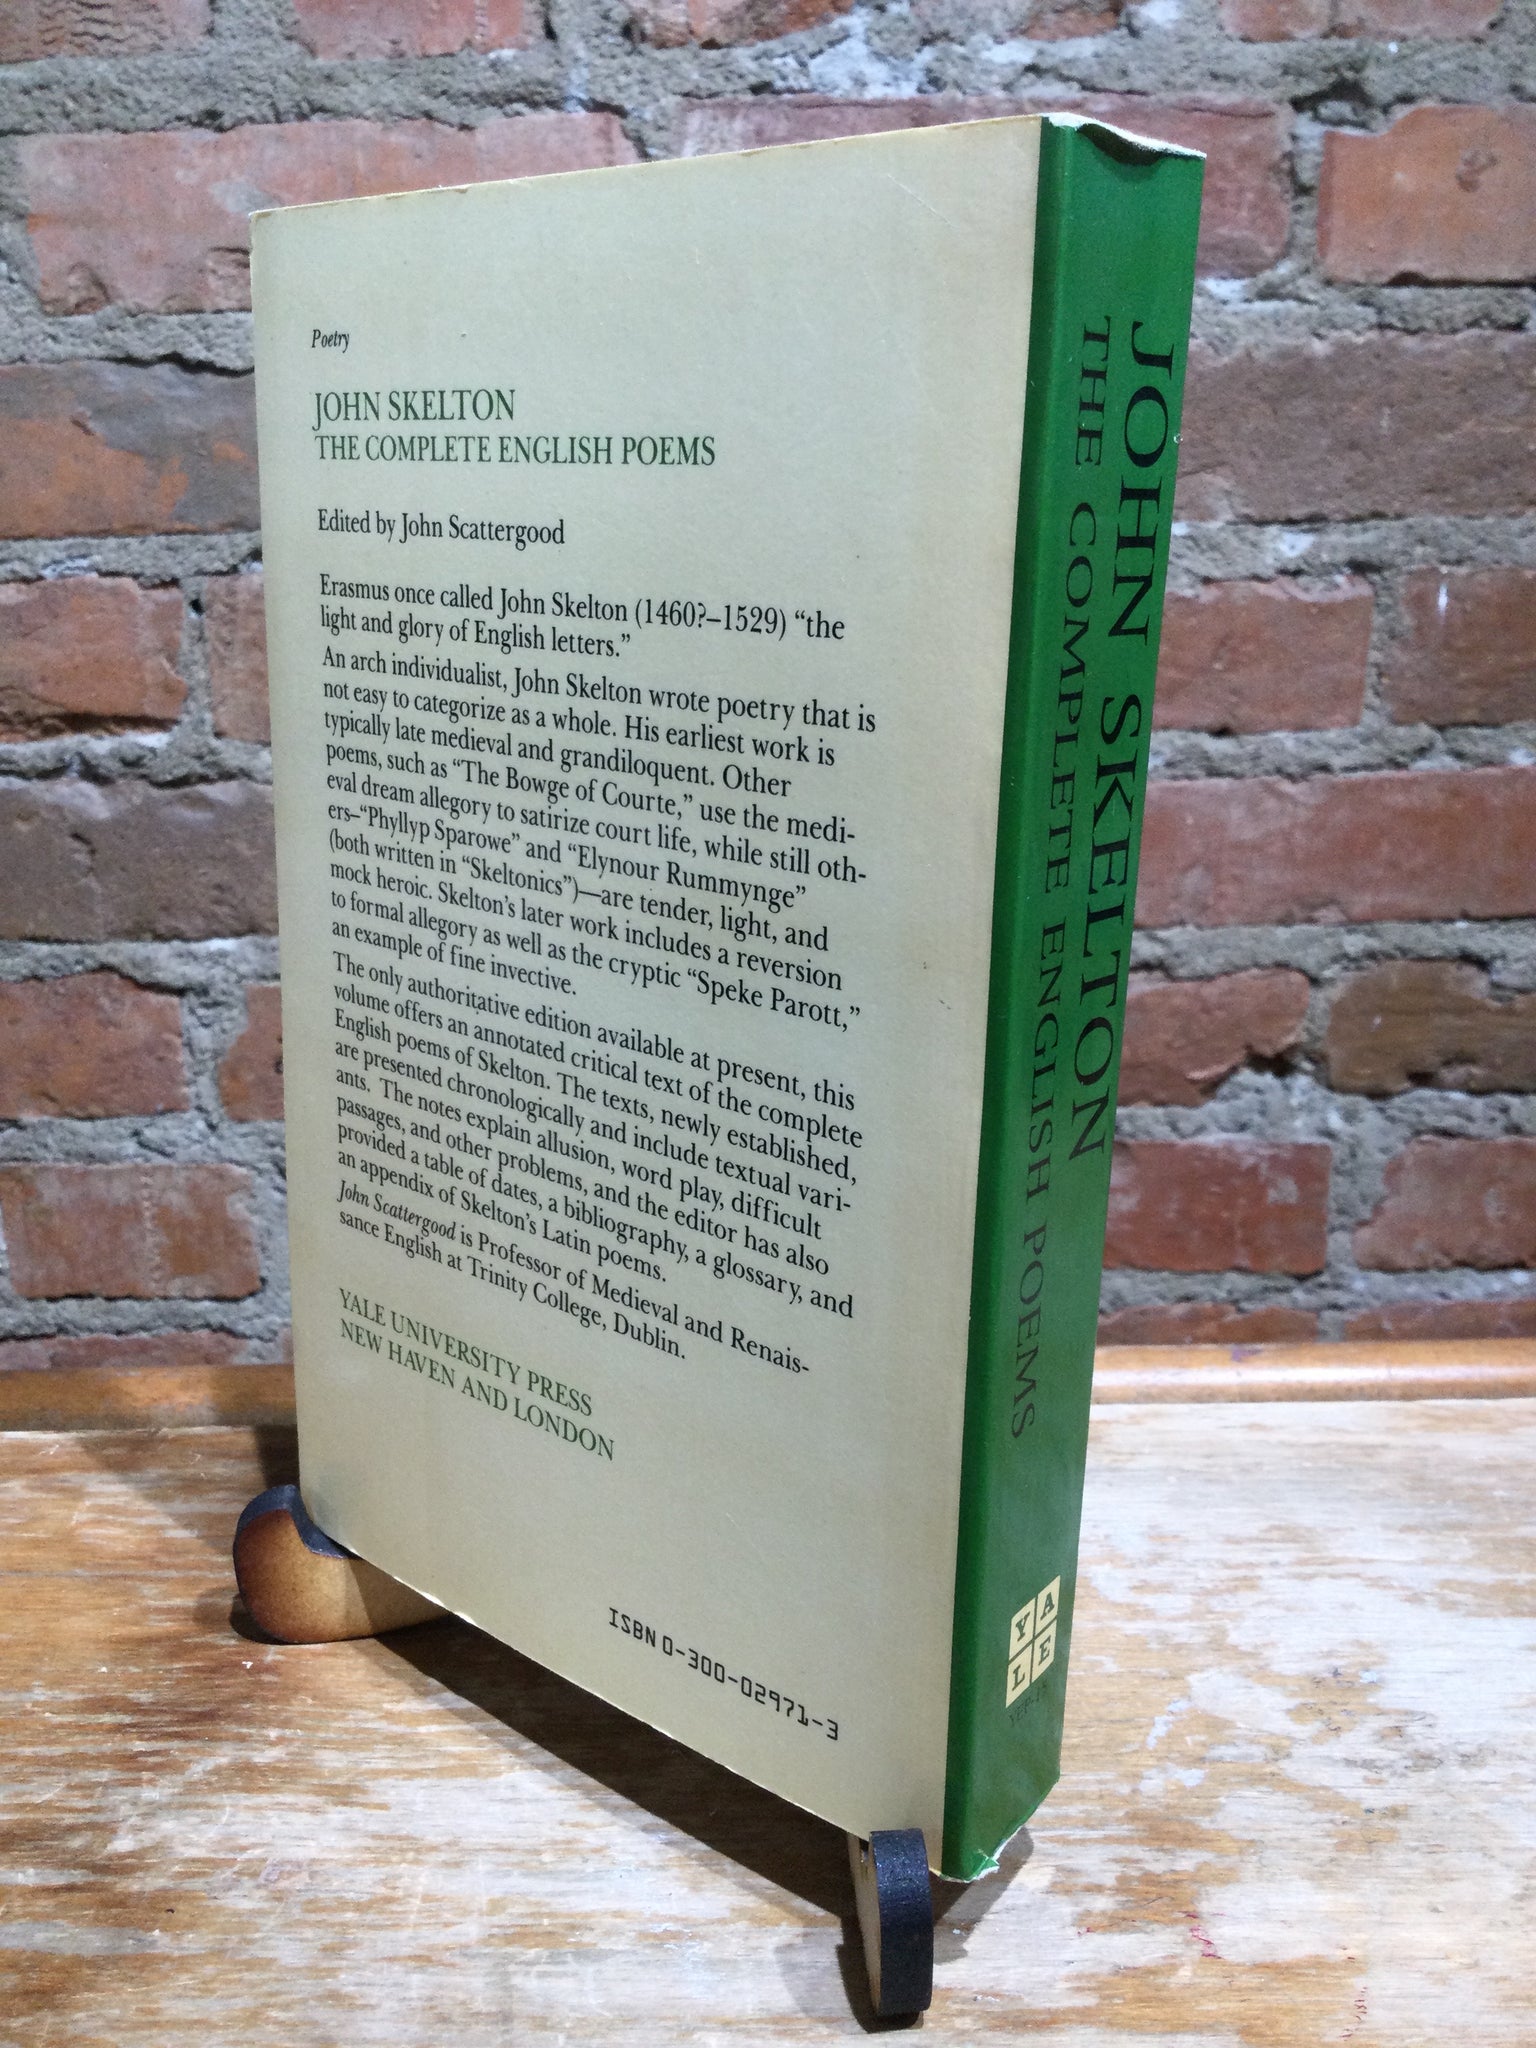 Poetry
JOHN SKELTON
THE COMPLETE ENGLISH POEMS
Edited by John Scattergood
Erasmus once called John Skelton (1460?–1529) “the
light and glory of English letters.”
An arch individualist, John Skelton wrote poetry that is
not easy to categorize as a whole. His earliest work is
typically late medieval and grandiloquent. Other
poems, such as “The Bowge of Courte,” use the medi-
eval dream allegory to satirize court life, while still oth-
ers–“Phyllyp Sparowe” and “Elynour Rummynge”
(both written in “Skeltonics”)—are tender, light, and
mock heroic. Skelton’s later work includes a reversion
to formal allegory as well as the cryptic “Speke Parott,”
an example of fine invective.
The only authoritative edition available at present, this
volume offers an annotated critical text of the complete
English poems of Skelton. The texts, newly established,
are presented chronologically and include textual vari-
ants. The notes explain allusion, word play, difficult
passages, and other problems, and the editor has also
provided a table of dates, a bibliography, a glossary, and
an appendix of Skelton’s Latin poems.
John Scattergood is Professor of Medieval and Renais-
sance English at Trinity College, Dublin.
YALE UNIVERSITY PRESS
NEW HAVEN AND LONDON
ISBN 0-300-02971-3
JOHN SKELTON
THE COMPLETE ENGLISH POEMS
YALE